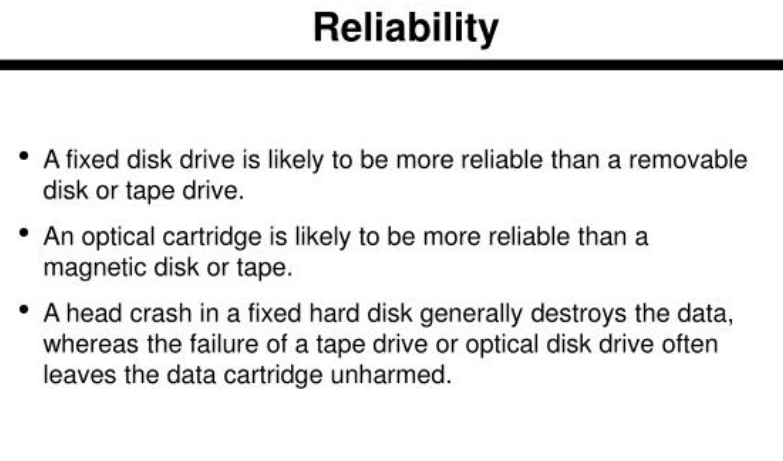 Reliability
• A fixed disk drive is likely to be more reliable than a removable
disk or tape drive.
• An optical cartridge is likely to be more reliable than a
magnetic disk or tape.
• A head crash in a fixed hard disk generally destroys the data,
whereas the failure of a tape drive or optical disk drive often
leaves the data cartridge unharmed.